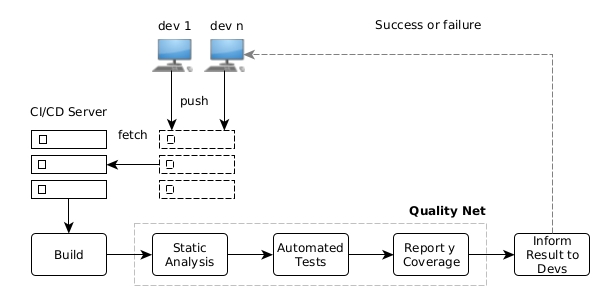 dev 1
dev n
Success or failure
push
CI/CD Server
fetch
Quality Net
Build
Static
Analysis
Automated
Tests
Report y
Coverage
Inform
Result to
Devs